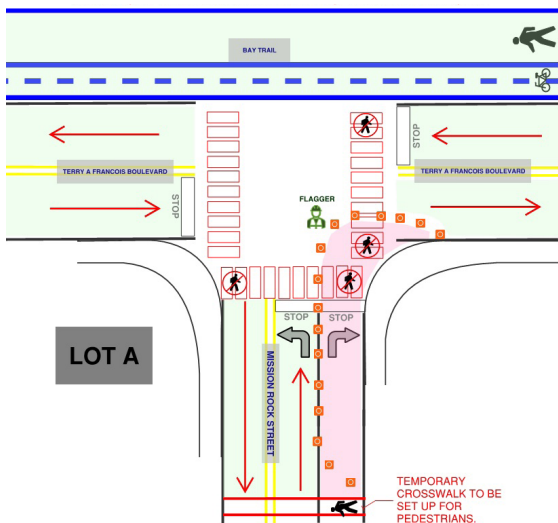 BAY TRAIL
STOP
TERRY A FRANCOIS BOULEVARD
TERRY A FRANCOIS BOULEVARD
STOP
FLAGGER
STOP
STOP
LOT A
MISSION ROCK STREET
TEMPORARY
CROSSWALK TO BE
SET UP FOR
PEDESTRIANS.